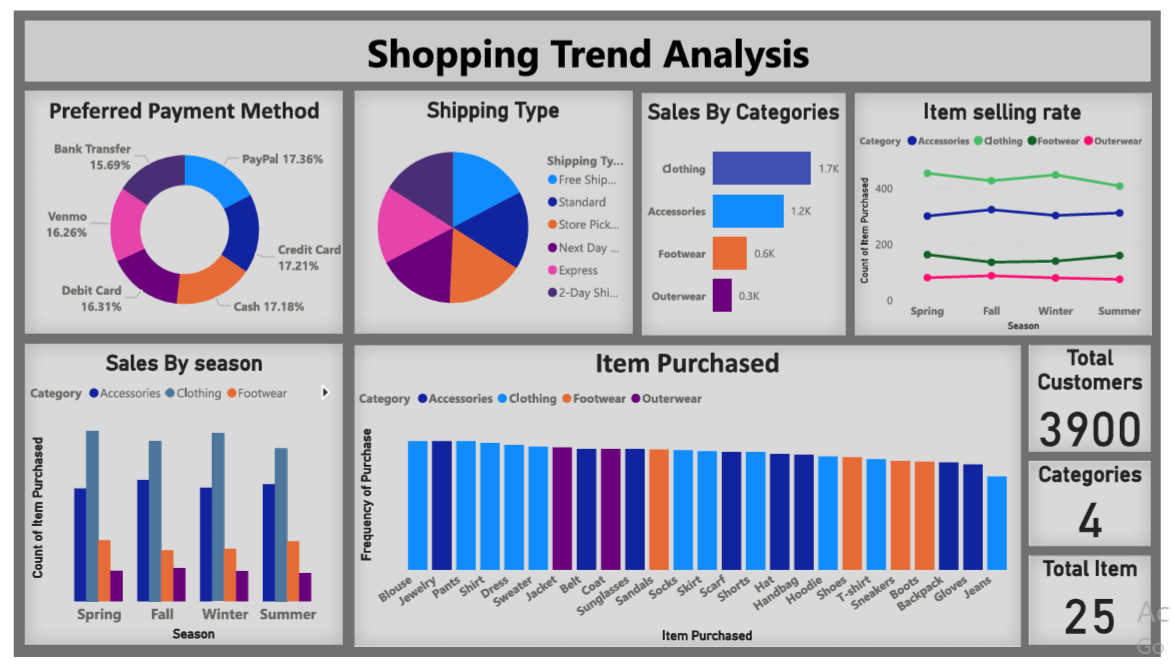 Shopping Trend Analysis
Preferred Payment Method
Bank Transfer
15.69%
PayPal 17.36%
Venmo
16.26%
Credit Card
17.21%
Debit Card
16.31%
Cash 17.18%
Shipping Type
Shipping Ty...
Free Ship...
Standard
Store Pick...
Next Day ...
Express
2-Day Shi...
Sales By Categories
Clothing 1.7K
Accessories 1.2K
Footwear 0.6K
Outerwear 0.3K
Item selling rate
Category Accessories Clothing Footwear Outerwear
Count of Item Purchased
400
200
0
Spring Fall Winter Summer
Season
Sales By season
Category Accessories Clothing Footwear
Count of Item Purchased
Spring Fall Winter Summer
Season
Item Purchased
Category Accessories Clothing Footwear Outerwear
Frequency of Purchase
Blouse
Jewelry
Pants
Shirt
Dress
Sweater
Jacket
Belt
Coat
Sunglasses
Sandals
Socks
Skirt
Scarf
Shorts
Hat
Handbag
Hoodie
Shoes
T-shirt
Sneakers
Boots
Backpack
Gloves
Jeans
Item Purchased
Total
Customers
3900
Categories
4
Total Item
25
Ac
Go